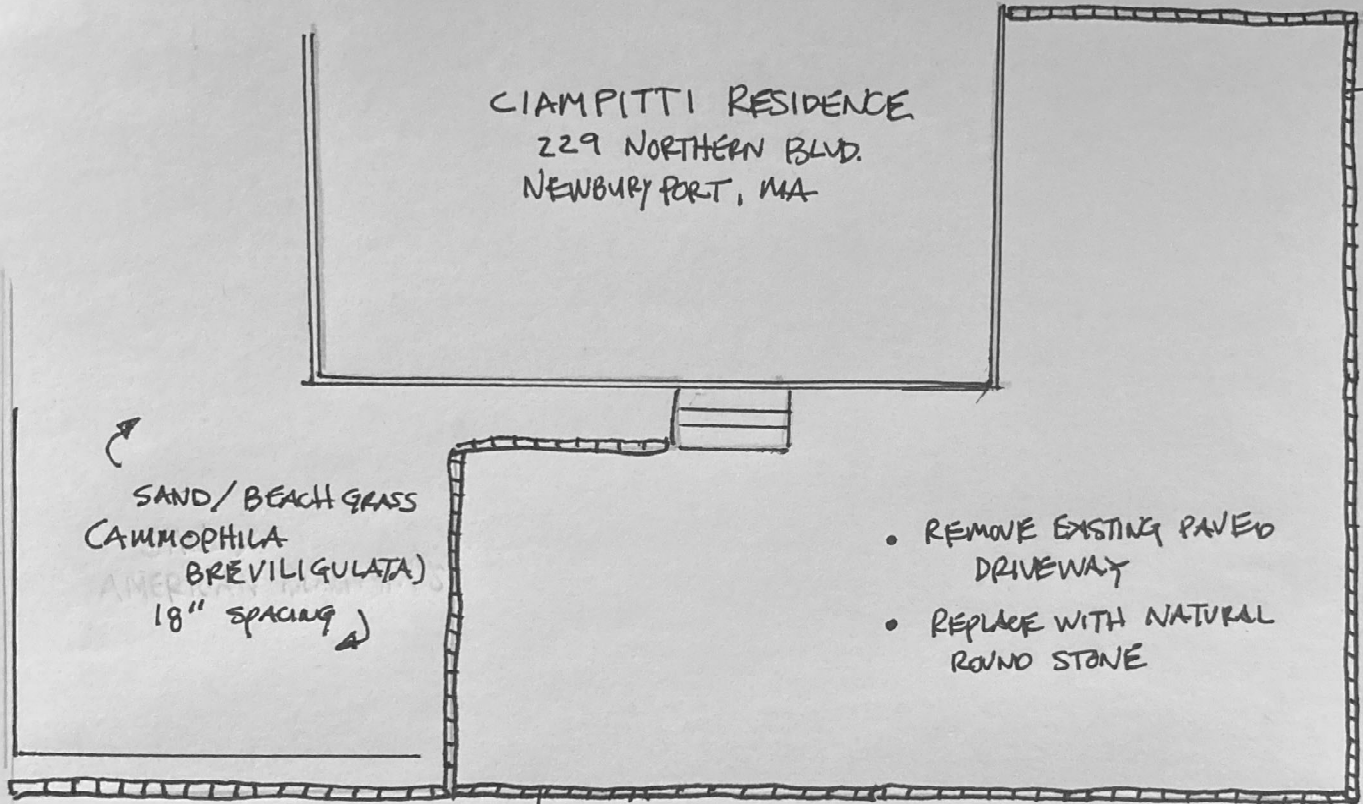 CIAMPITTI RESIDENCE
229 NORTHERN BLVD.
NEWBURYPORT, MA
SAND/BEACH GRASS
(AMMOPHILA
BREVILIGULATA)
18" SPACING
• REMOVE EXISTING PAVED
DRIVEWAY
• REPLACE WITH NATURAL
ROUND STONE